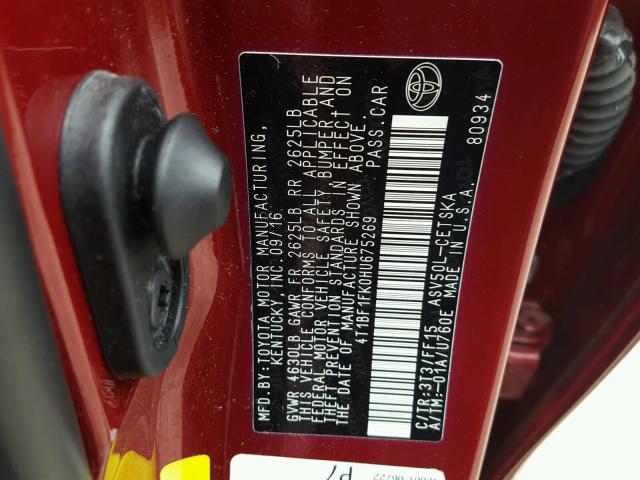 MFD. BY: TOYOTA MOTOR MANUFACTURING,
KENTUCKY, INC. 09/16
GVWR 4630LB GAWR FR 2625LB RR 2625LB
THIS VEHICLE CONFORMS TO ALL APPLICABLE
FEDERAL MOTOR VEHICLE SAFETY, BUMPER, AND
THEFT PREVENTION STANDARDS IN EFFECT ON
THE DATE OF MANUFACTURE SHOWN ABOVE.
4T1BF1FK0HU675269 PASS. CAR
C/TR: 3T3/FF15 ASV50L-CETSKA
A/TM: -01A/U760E MADE IN U.S.A.
80934
P7